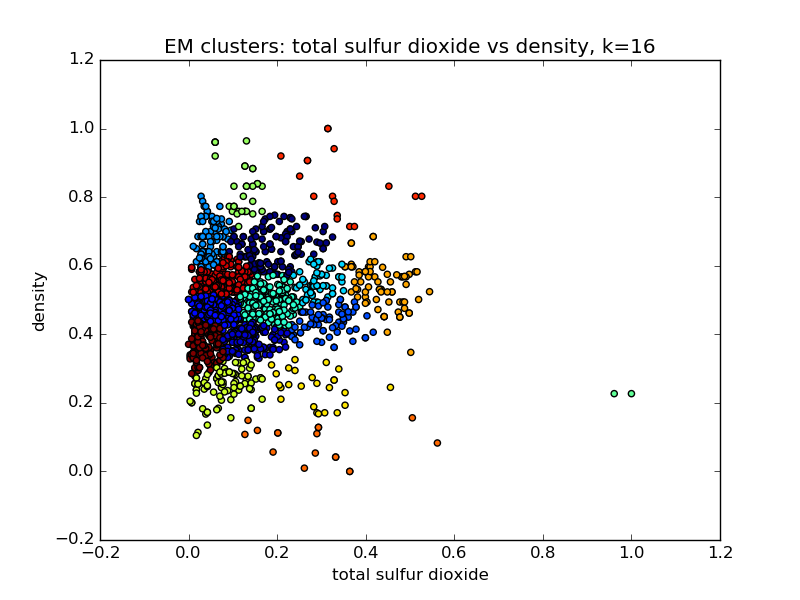 EM clusters: total sulfur dioxide vs density, k=16
1.2
1.0
0.8
0.6
0.4
0.2
0.0
−0.2
density
−0.2 0.0 0.2 0.4 0.6 0.8 1.0 1.2
total sulfur dioxide